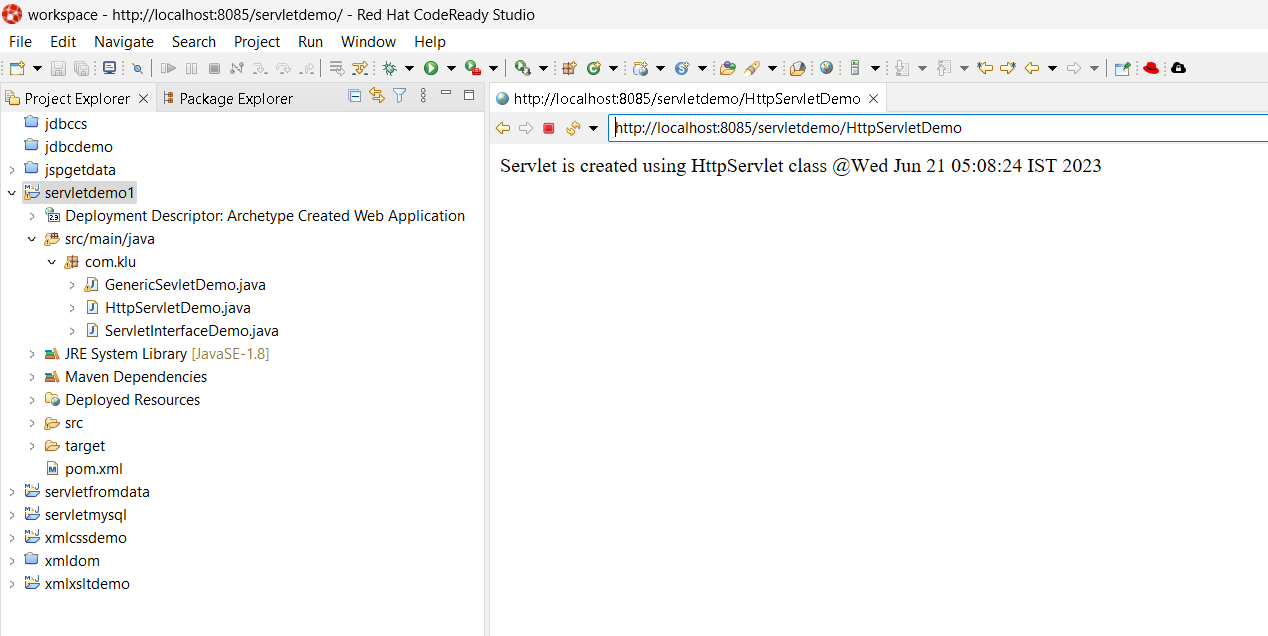 workspace - http://localhost:8085/servletdemo/ - Red Hat CodeReady Studio
File Edit Navigate Search Project Run Window Help
Project Explorer
Package Explorer
jdbccs
jdbcdemo
jspgetdata
servletdemo1
Deployment Descriptor: Archetype Created Web Application
src/main/java
com.klu
GenericSevletDemo.java
HttpServletDemo.java
ServletInterfaceDemo.java
JRE System Library [JavaSE-1.8]
Maven Dependencies
Deployed Resources
src
target
pom.xml
servletfromdata
servletmysql
xmlcssdemo
xmldom
xmlxsltdemo
http://localhost:8085/servletdemo/HttpServletDemo
http://localhost:8085/servletdemo/HttpServletDemo
Servlet is created using HttpServlet class @Wed Jun 21 05:08:24 IST 2023